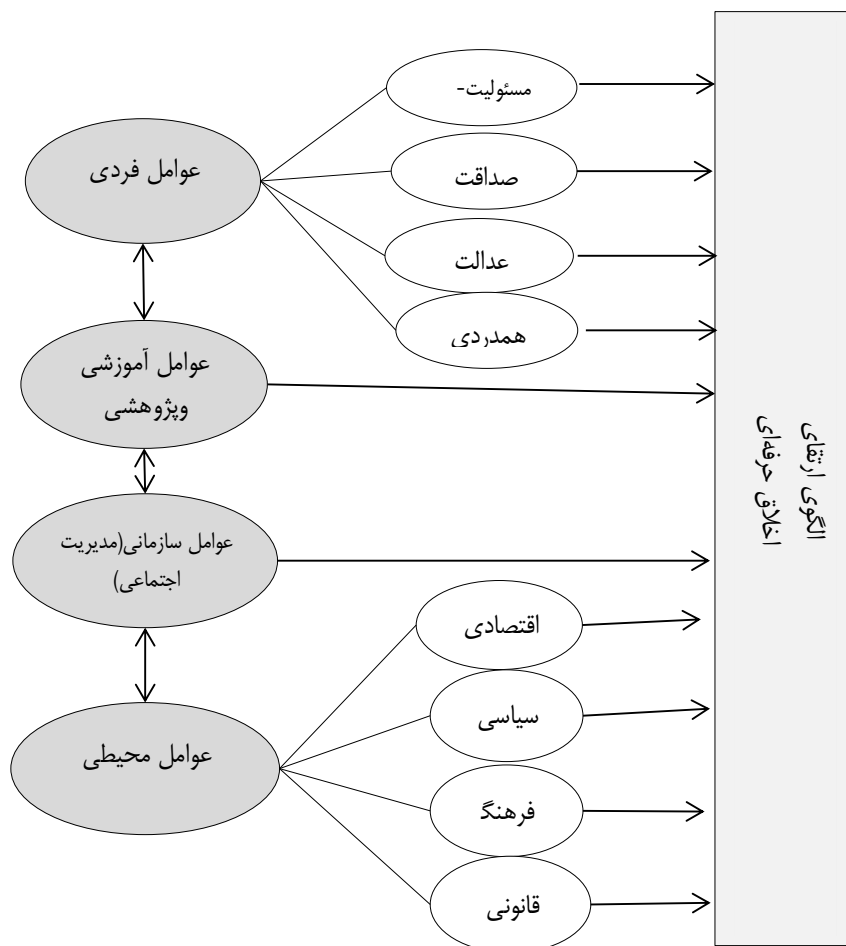 مسئولیت-
صداقت
عدالت
همدردی
عوامل فردی
عوامل آموزشی
وپژوهشی
عوامل سازمانی(مدیریت
اجتماعی)
عوامل محیطی
اقتصادی
سیاسی
فرهنگ
قانونی
الگوی ارتقای
اخلاق حرفه‌ای